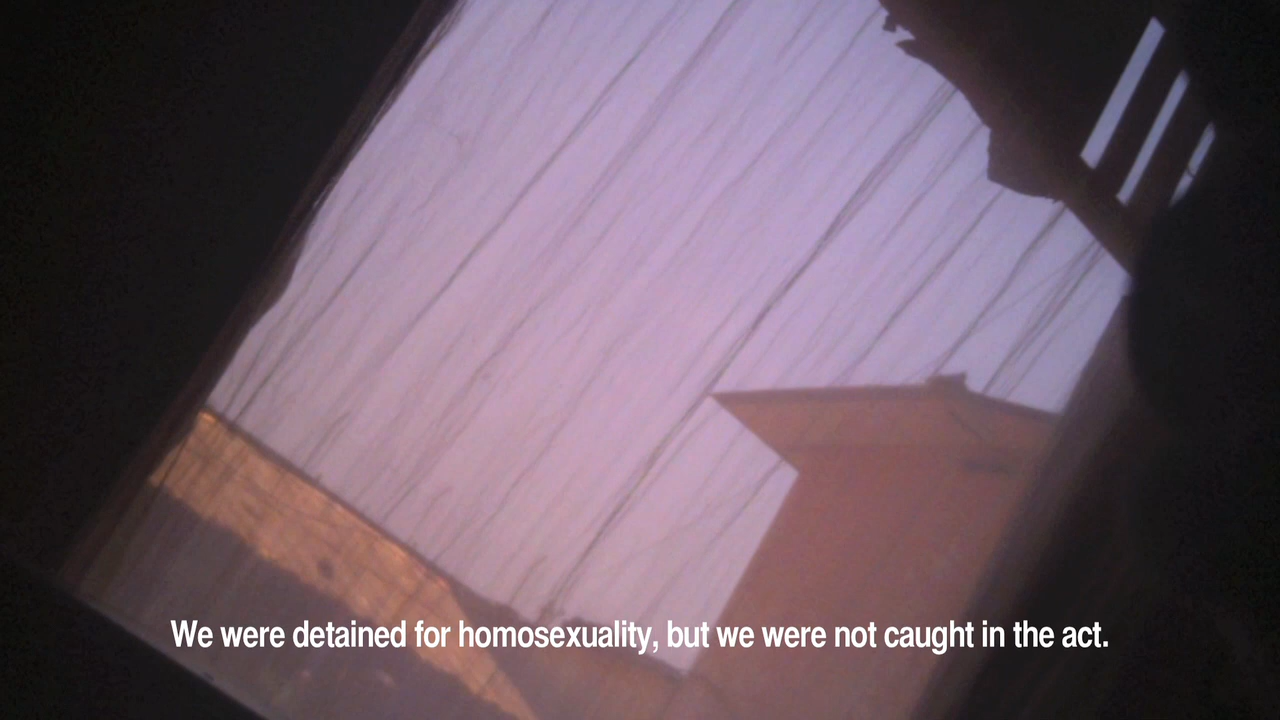 We were detained for homosexuality, but we were not caught in the act.